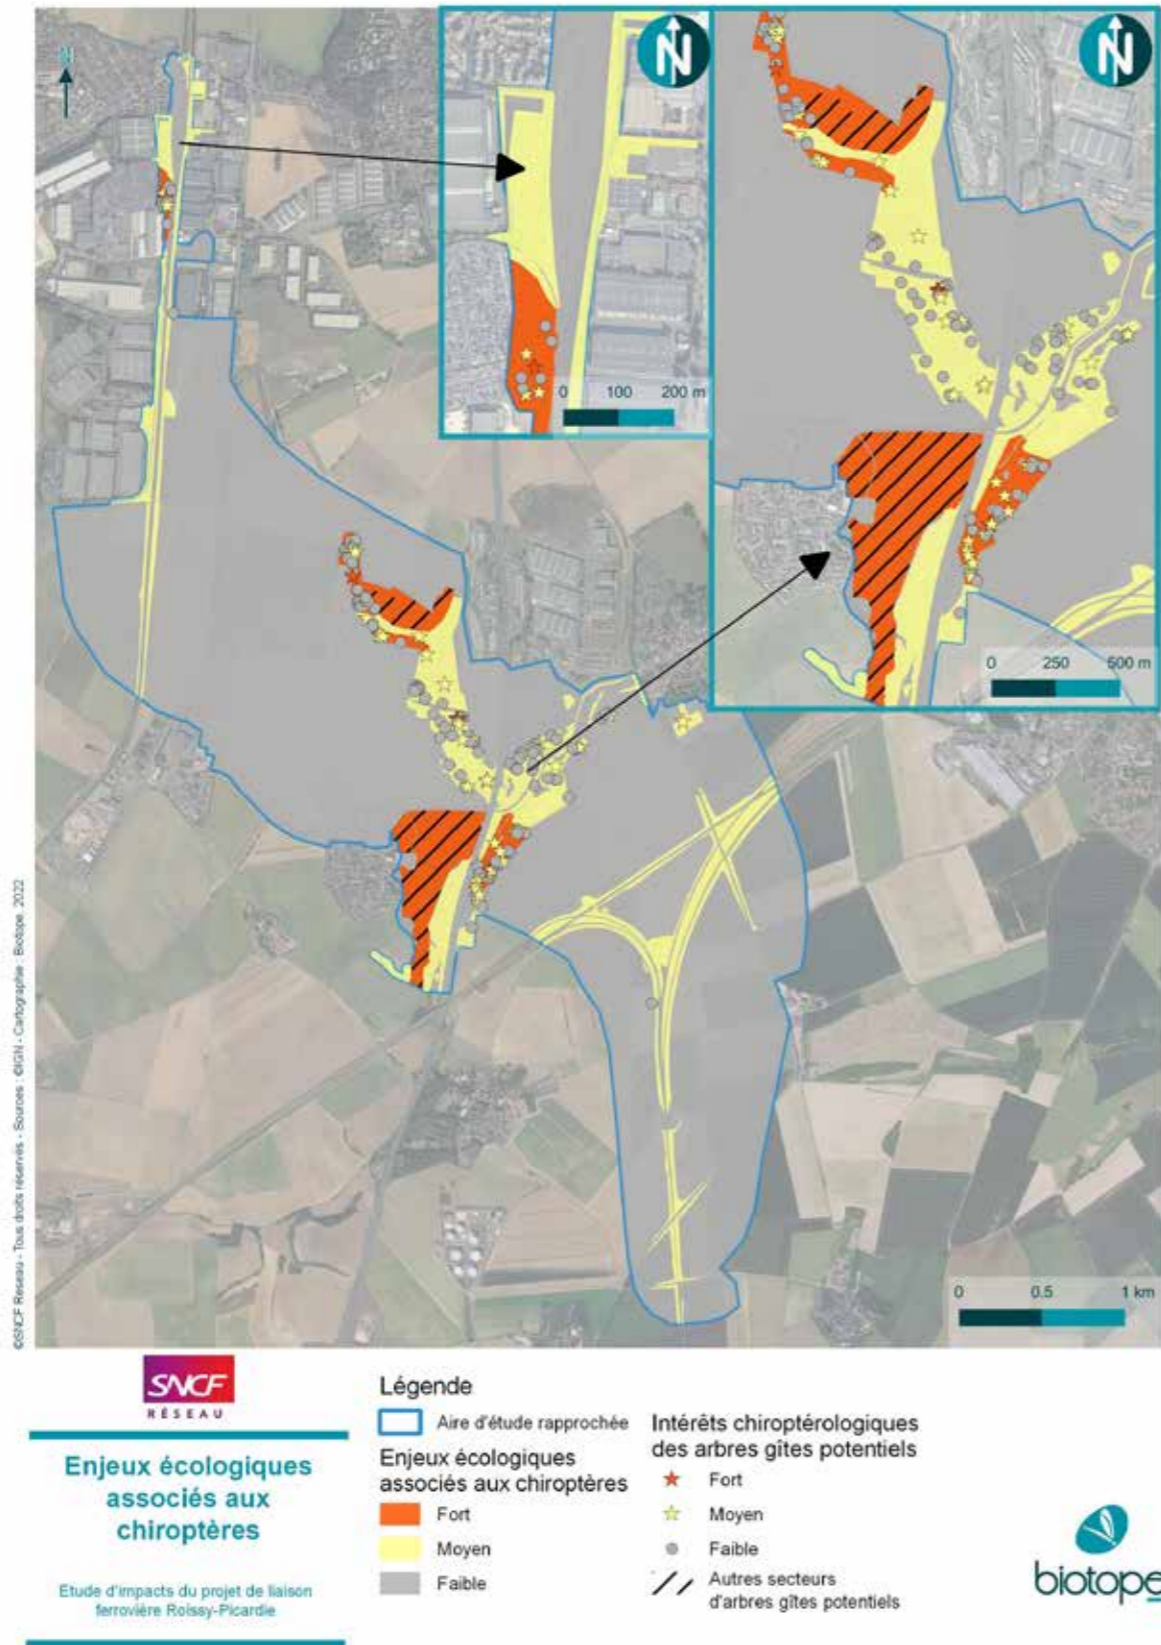 N
N
N
0 100 200 m
0 250 500 m
0 0.5 1 km
©SNCF Reseau - Tous droits réservés - Sources : ©IGN - Cartographie : Biotope, 2022
SNCF
RÉSEAU
Enjeux écologiques
associés aux
chiroptères
Etude d'impacts du projet de liaison
ferrovière Roissy-Picardie
Légende
Aire d'étude rapprochée
Enjeux écologiques
associés aux chiroptères
Fort
Moyen
Faible
Intérêts chiroptérologiques
des arbres gîtes potentiels
Fort
Moyen
Faible
Autres secteurs
d'arbres gîtes potentiels
biotope